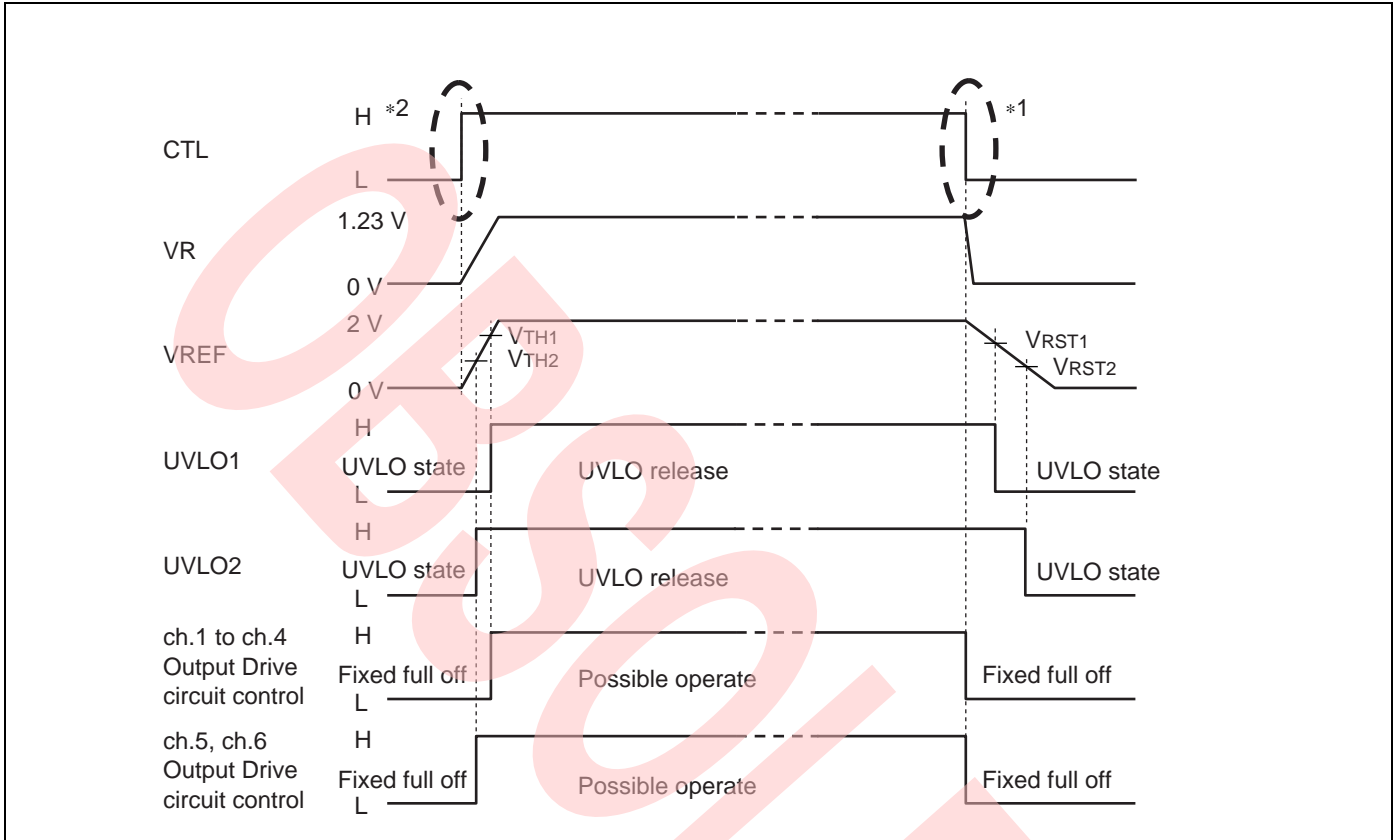 H *2
*1
CTL
L
1.23 V
VR
0 V
2 V
VTH1
VRST1
VREF
VTH2
VRST2
0 V
H
UVLO1
UVLO state
UVLO release
UVLO state
L
H
UVLO2
UVLO state
UVLO release
UVLO state
L
ch.1 to ch.4
Output Drive
circuit control
H
Fixed full off
Possible operate
Fixed full off
L
ch.5, ch.6
Output Drive
circuit control
H
Fixed full off
Possible operate
Fixed full off
L
OBSOL